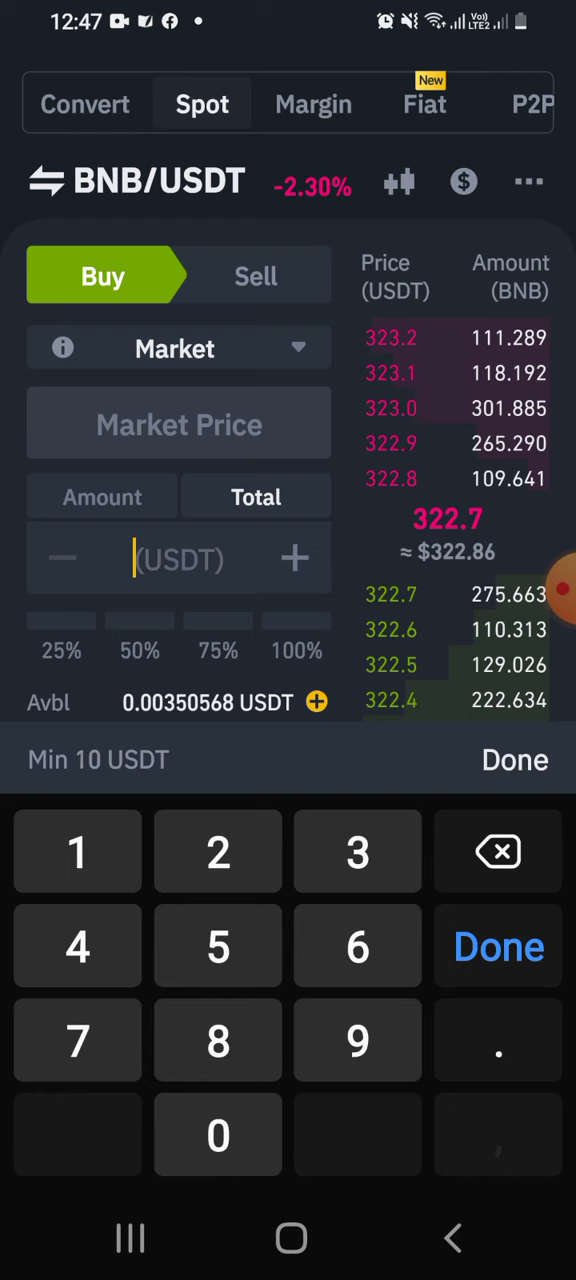 12:47 Vo) LTE2
New
Convert Spot Margin Fiat P2P
BNB/USDT -2.30%
Buy Sell
Price (USDT) Amount (BNB)
Market
Market Price
Amount Total
(USDT)
25% 50% 75% 100%
Avbl 0.00350568 USDT
323.2 111.289
323.1 118.192
323.0 301.885
322.9 265.290
322.8 109.641
322.7
≈ $322.86
322.7 275.663
322.6 110.313
322.5 129.026
322.4 222.634
Min 10 USDT Done
1 2 3
4 5 6 Done
7 8 9 .
0 ,